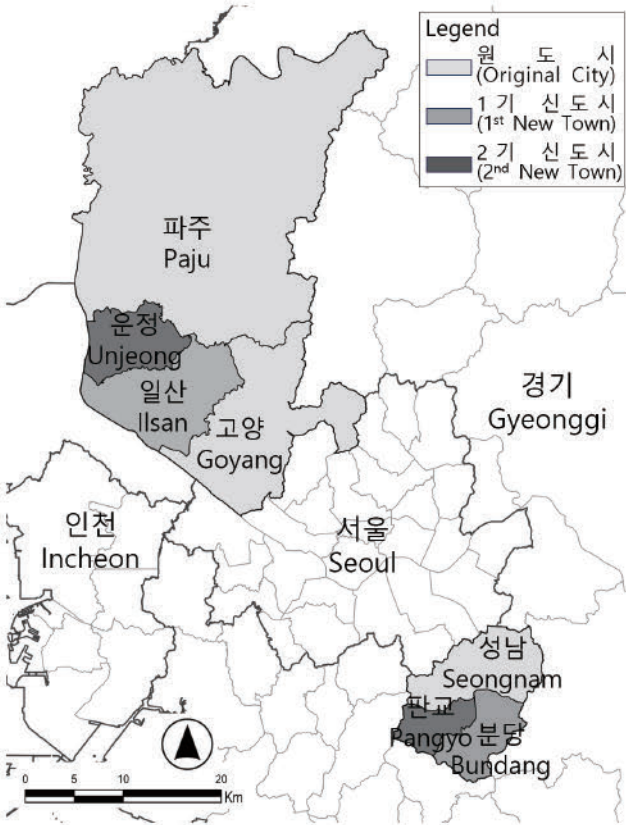 Legend
원 도 시
(Original City)
1 기 신 도 시
(1st New Town)
2 기 신 도 시
(2nd New Town)
파주
Paju
운정
Unjeong
일산
Ilsan
고양
Goyang
경기
Gyeonggi
인천
Incheon
서울
Seoul
성남
Seongnam
판교
Pangyo
분당
Bundang
0 5 10 20
Km